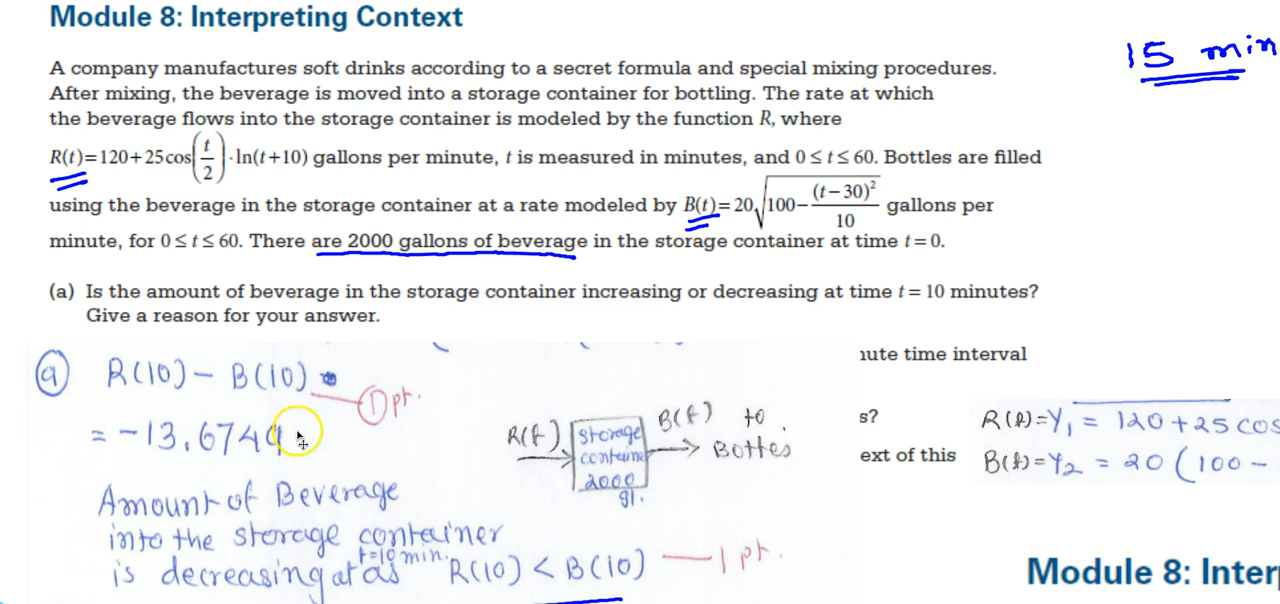 Module 8: Interpreting Context
15 min
A company manufactures soft drinks according to a secret formula and special mixing procedures.
After mixing, the beverage is moved into a storage container for bottling. The rate at which
the beverage flows into the storage container is modeled by the function R, where
R(t)=120+25cos(t/2)·ln(t+10) gallons per minute, t is measured in minutes, and 0≤t≤60. Bottles are filled
using the beverage in the storage container at a rate modeled by B(t)=20√(100−(t−30)²/10) gallons per
minute, for 0≤t≤60. There are 2000 gallons of beverage in the storage container at time t=0.
(a) Is the amount of beverage in the storage container increasing or decreasing at time t=10 minutes?
Give a reason for your answer.
ⓐ R(10) − B(10)
① pt.
= −13.6744
Amount of Beverage
into the storage container
t=10 min.
is decreasing at as R(10) < B(10) — 1 pt.
R(t)
storage
container
2000
gl.
B(t) to
Bottles
ute time interval
s?
ext of this
R(t)=Y₁ = 120+25 cos
B(t)=Y₂ = 20(100 −
Module 8: Inter